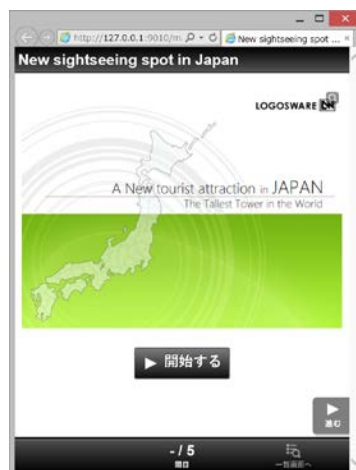 http://127.0.0.1:9010/m
New sightseeing spot ...
New sightseeing spot in Japan
LOGOSWARE
A New tourist attraction in JAPAN
The Tallest Tower in the World
開始する
進む
- / 5
一覧画面へ